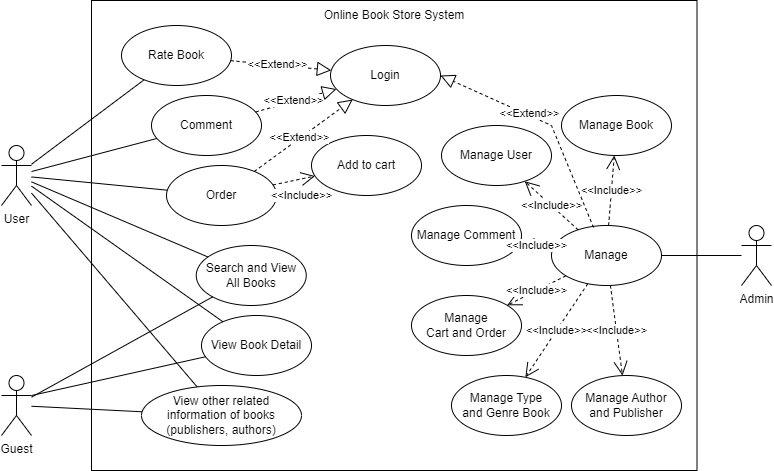 Online Book Store System
Rate Book
<<Extend>>
Login
<<Extend>>
Comment
<<Extend>>
Manage Book
<<Extend>>
Manage User
Add to cart
Order
<<Include>>
<<Include>>
<<Include>>
User
Manage Comment
<<Include>>
Manage
Search and View
All Books
<<Include>>
Admin
Manage
Cart and Order
<<Include>>
<<Include>>
View Book Detail
Manage Type
and Genre Book
Manage Author
and Publisher
View other related
information of books
(publishers, authors)
Guest